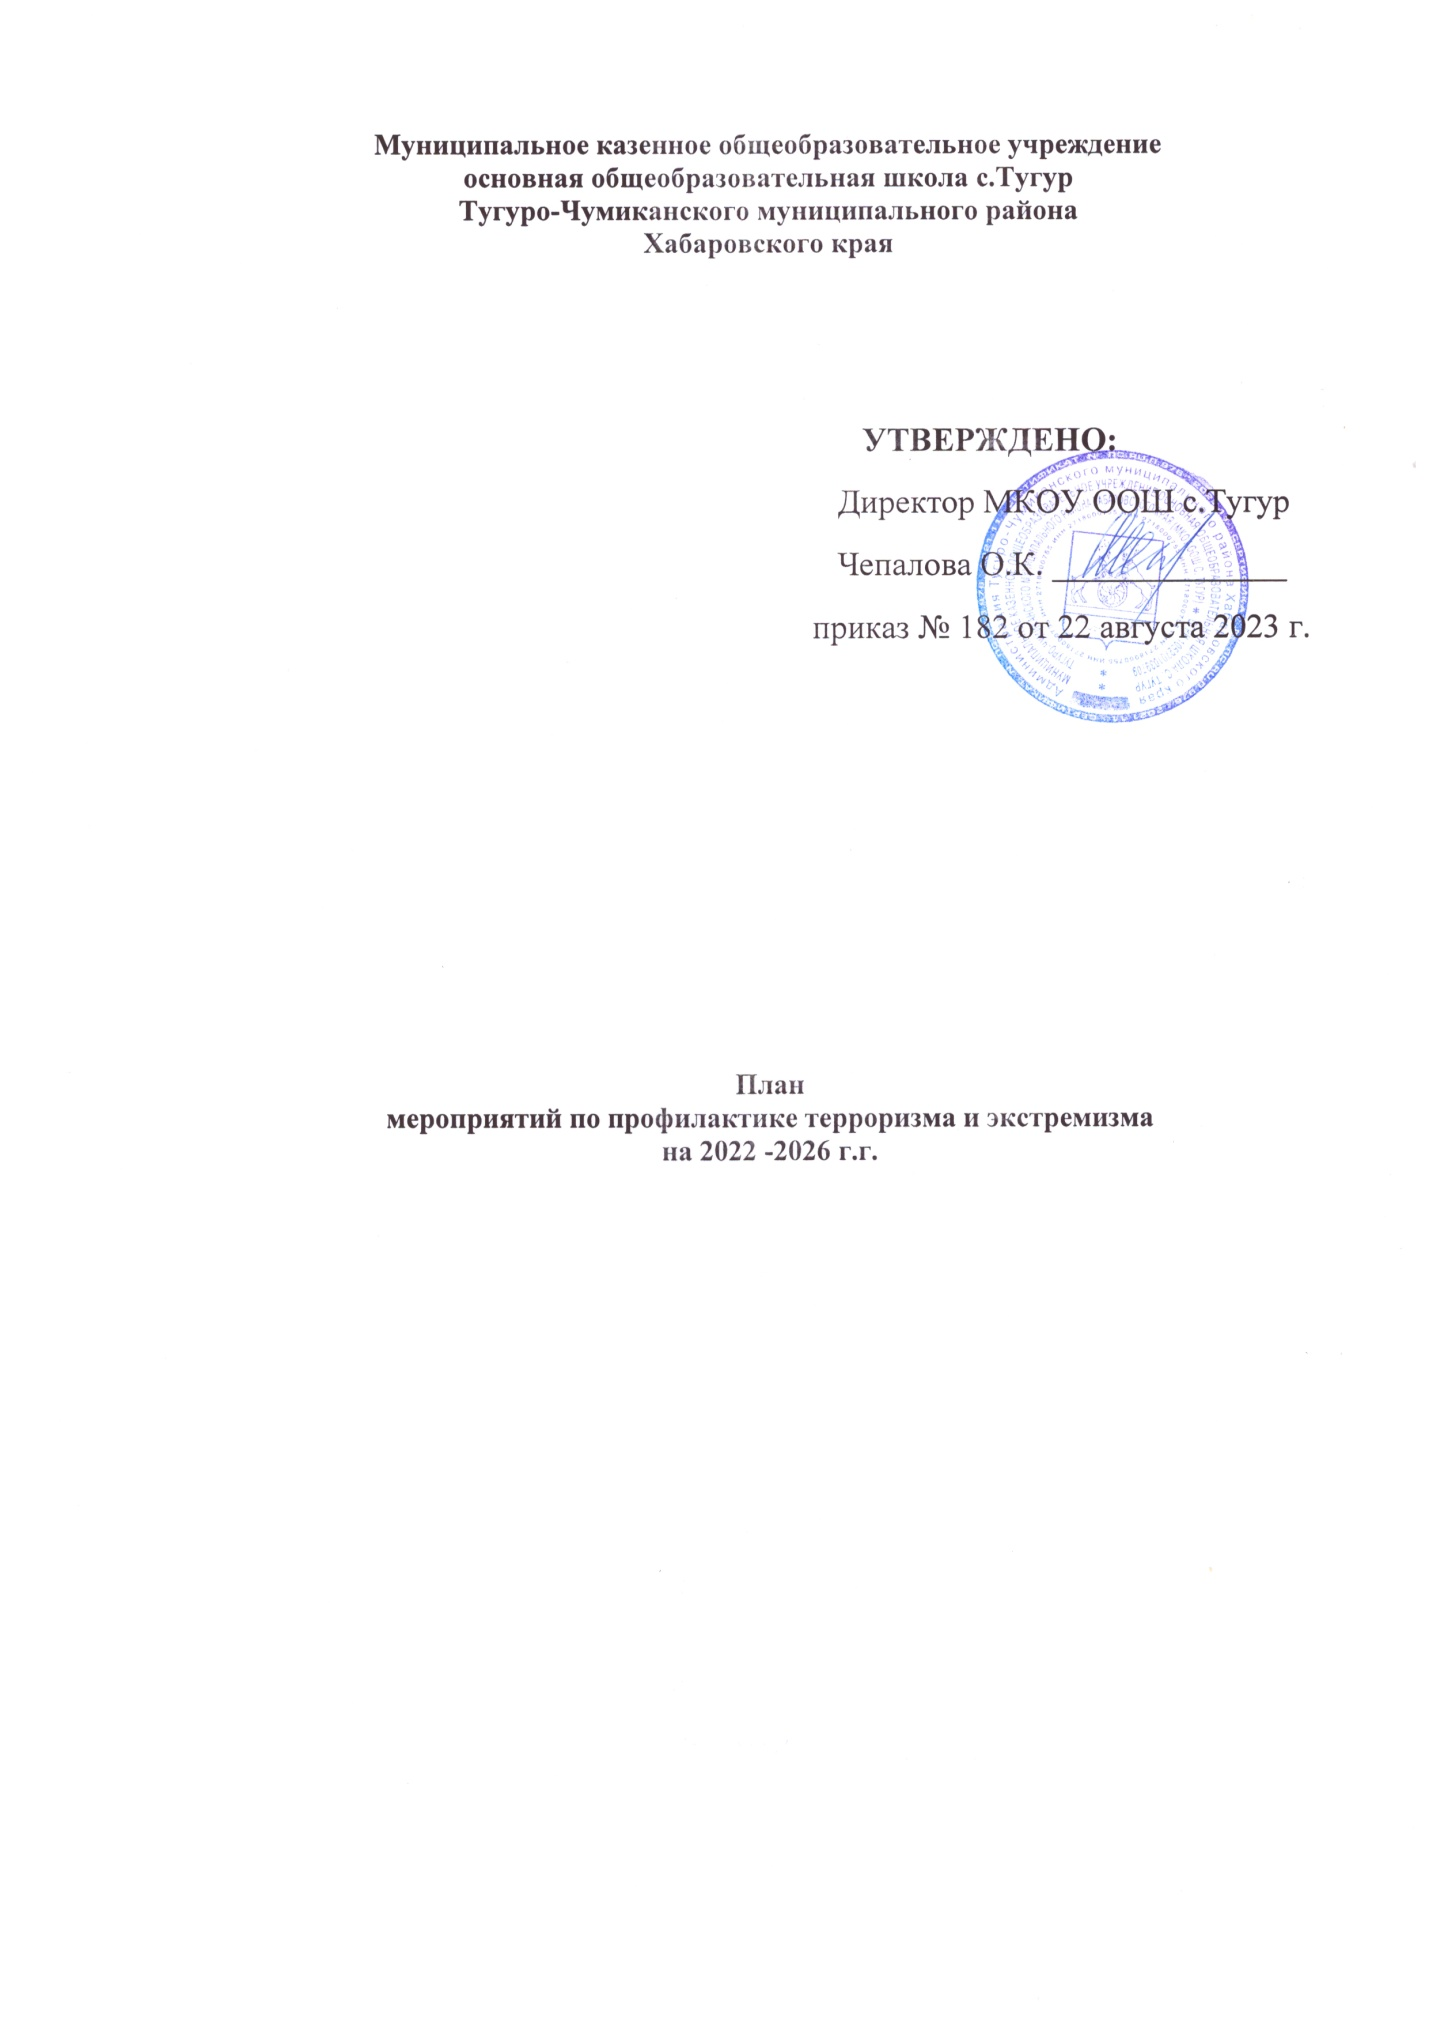 Муниципальное казенное общеобразовательное учреждение
основная общеобразовательная школа с.Тугур
Тугуро-Чумиканского муниципального района
Хабаровского края
УТВЕРЖДЕНО:
Директор МКОУ ООШ с.Тугур
Чепалова О.К.
приказ № 182 от 22 августа 2023 г.
План
мероприятий по профилактике терроризма и экстремизма
на 2022 -2026 г.г.